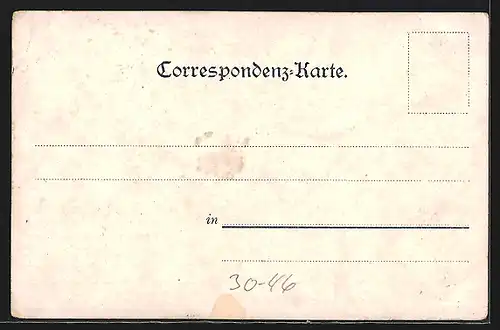 Correspondenz-Karte.
in
30-46